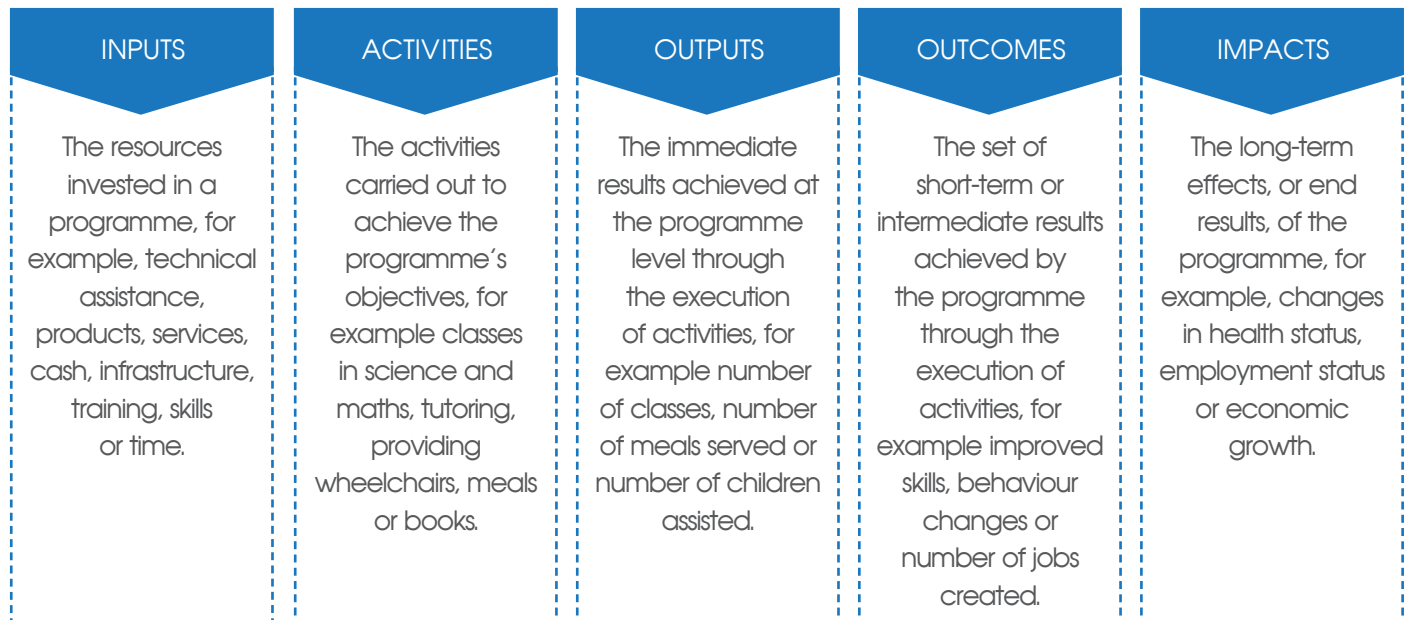 INPUTS
The resources
invested in a
programme, for
example, technical
assistance,
products, services,
cash, infrastructure,
training, skills
or time.
ACTIVITIES
The activities
carried out to
achieve the
programme's
objectives, for
example classes
in science and
maths, tutoring,
providing
wheelchairs, meals
or books.
OUTPUTS
The immediate
results achieved at
the programme
level through
the execution
of activities, for
example number
of classes, number
of meals served or
number of children
assisted.
OUTCOMES
The set of
short-term or
intermediate results
achieved by
the programme
through the
execution of
activities, for
example improved
skills, behaviour
changes or
number of jobs
created.
IMPACTS
The long-term
effects, or end
results, of the
programme, for
example, changes
in health status,
employment status
or economic
growth.